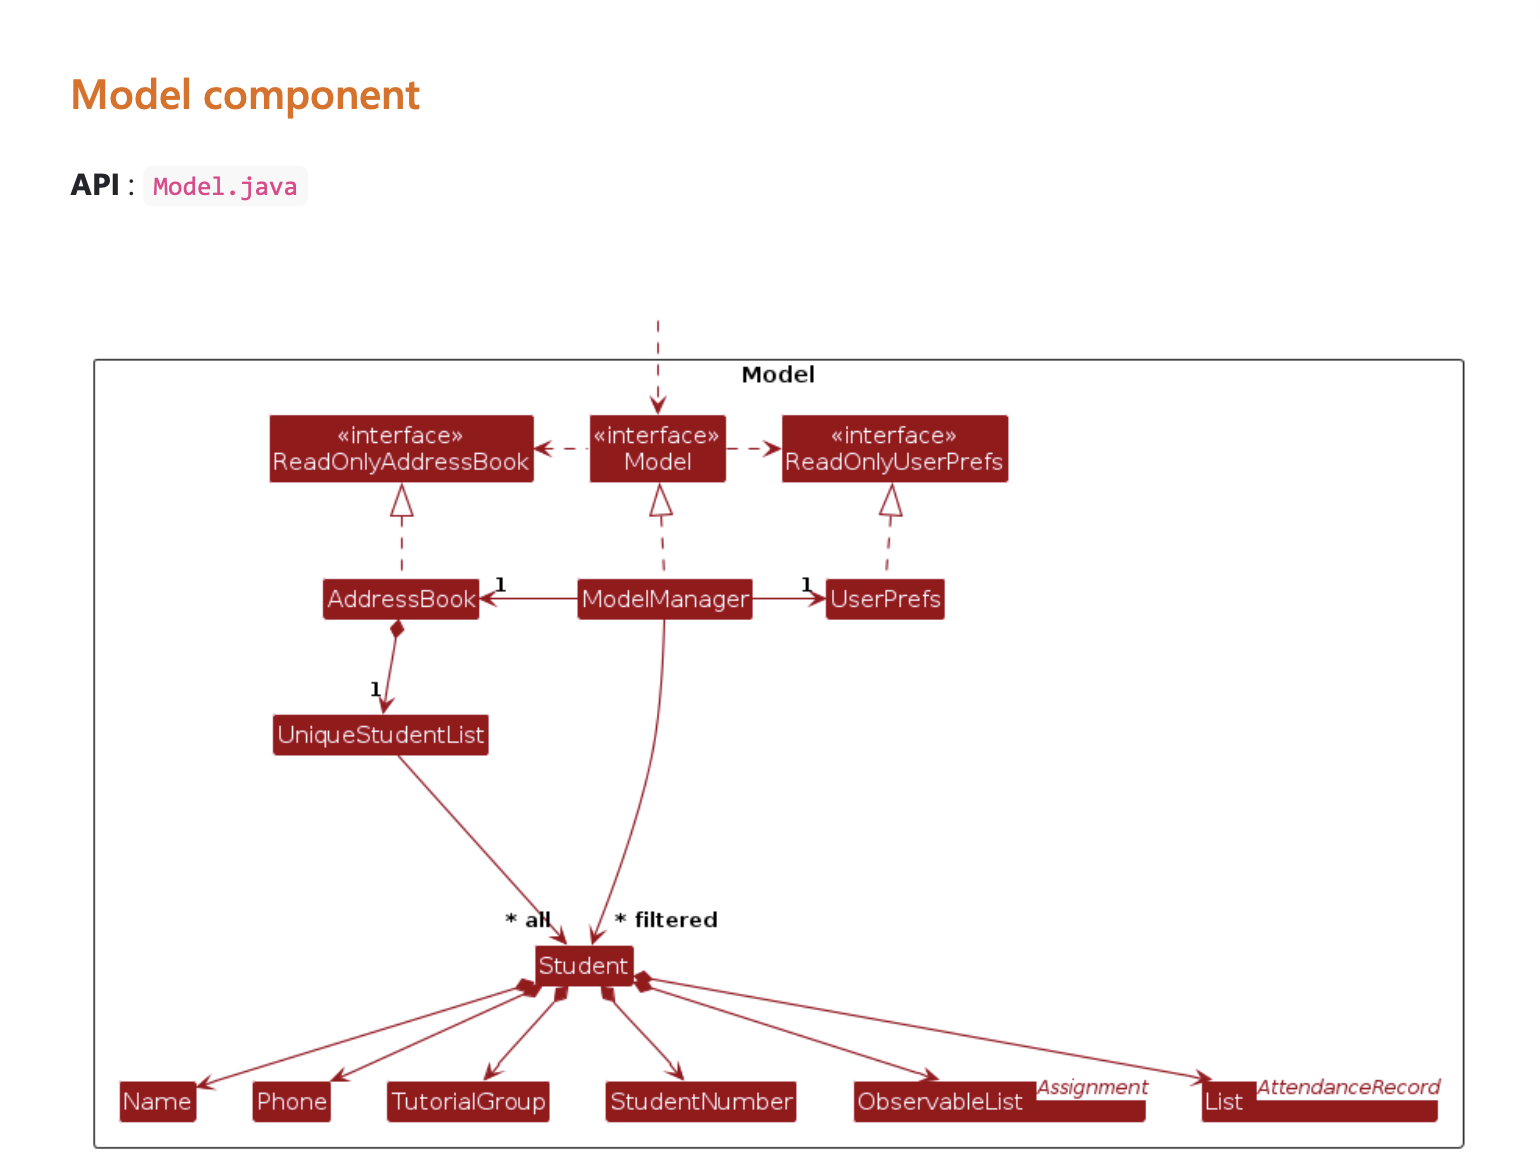 Model component
API : Model.java
Model
«interface»
ReadOnlyAddressBook
«interface»
Model
«interface»
ReadOnlyUserPrefs
AddressBook
1
ModelManager
1
UserPrefs
1
UniqueStudentList
* all
* filtered
Student
Name
Phone
TutorialGroup
StudentNumber
ObservableList
Assignment
List
AttendanceRecord